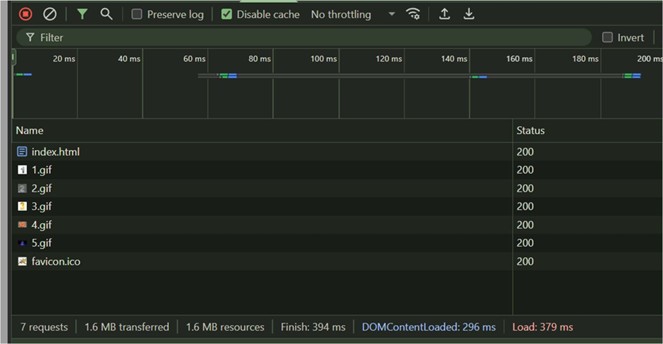 Preserve log Disable cache No throttling
Filter Invert
20 ms 40 ms 60 ms 80 ms 100 ms 120 ms 140 ms 160 ms 180 ms 200 ms
Name Status
index.html 200
1.gif 200
2.gif 200
3.gif 200
4.gif 200
5.gif 200
favicon.ico 200
7 requests 1.6 MB transferred 1.6 MB resources Finish: 394 ms DOMContentLoaded: 296 ms Load: 379 ms